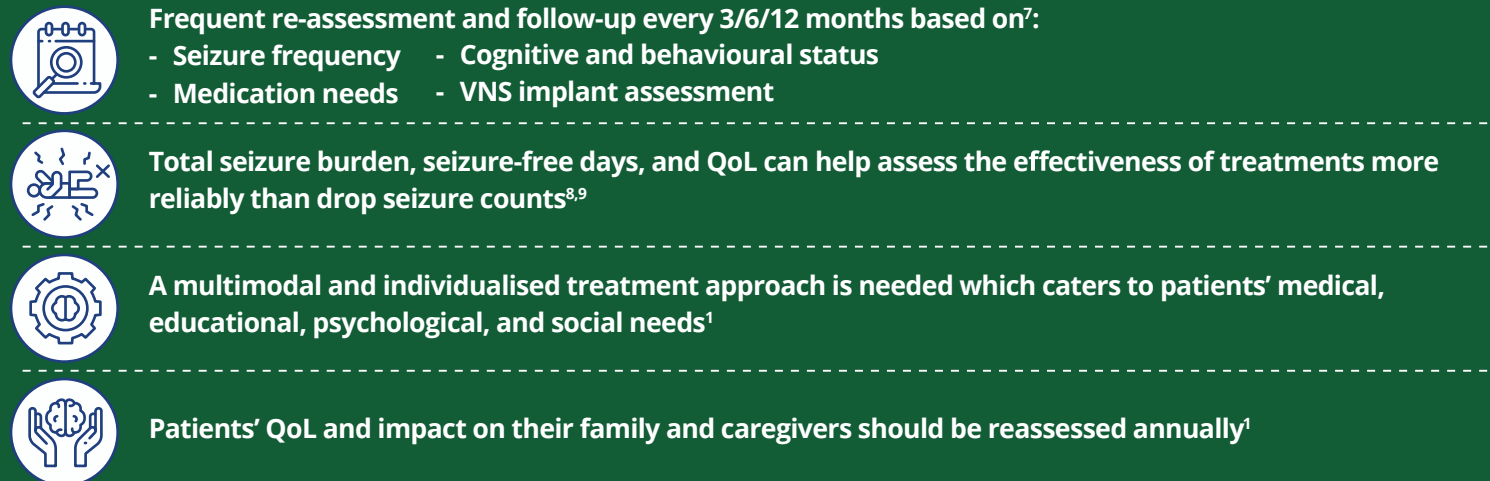 Frequent re-assessment and follow-up every 3/6/12 months based on⁷:
- Seizure frequency - Cognitive and behavioural status
- Medication needs - VNS implant assessment
Total seizure burden, seizure-free days, and QoL can help assess the effectiveness of treatments more
reliably than drop seizure counts⁸,⁹
A multimodal and individualised treatment approach is needed which caters to patients’ medical,
educational, psychological, and social needs¹
Patients’ QoL and impact on their family and caregivers should be reassessed annually¹